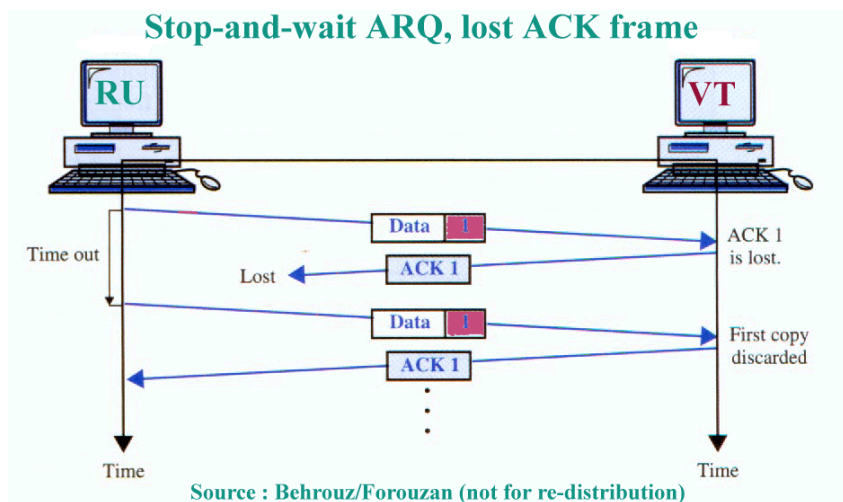 Stop-and-wait ARQ, lost ACK frame
RU
VT
Data 1
ACK 1
is lost.
Time out
ACK 1
Lost
Data 1
First copy
discarded
ACK 1
Time
Time
Source : Behrouz/Forouzan (not for re-distribution)